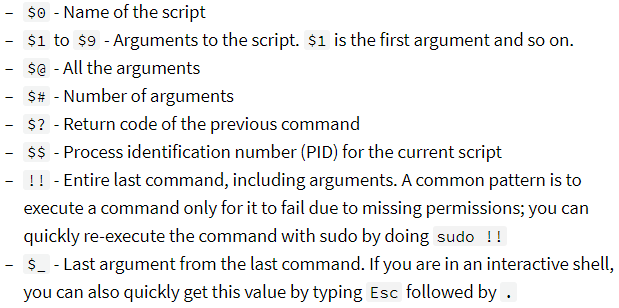 – $0 - Name of the script
– $1 to $9 - Arguments to the script. $1 is the first argument and so on.
– $@ - All the arguments
– $# - Number of arguments
– $? - Return code of the previous command
– $$ - Process identification number (PID) for the current script
– !! - Entire last command, including arguments. A common pattern is to
execute a command only for it to fail due to missing permissions; you can
quickly re-execute the command with sudo by doing sudo !!
– $_ - Last argument from the last command. If you are in an interactive shell,
you can also quickly get this value by typing Esc followed by .